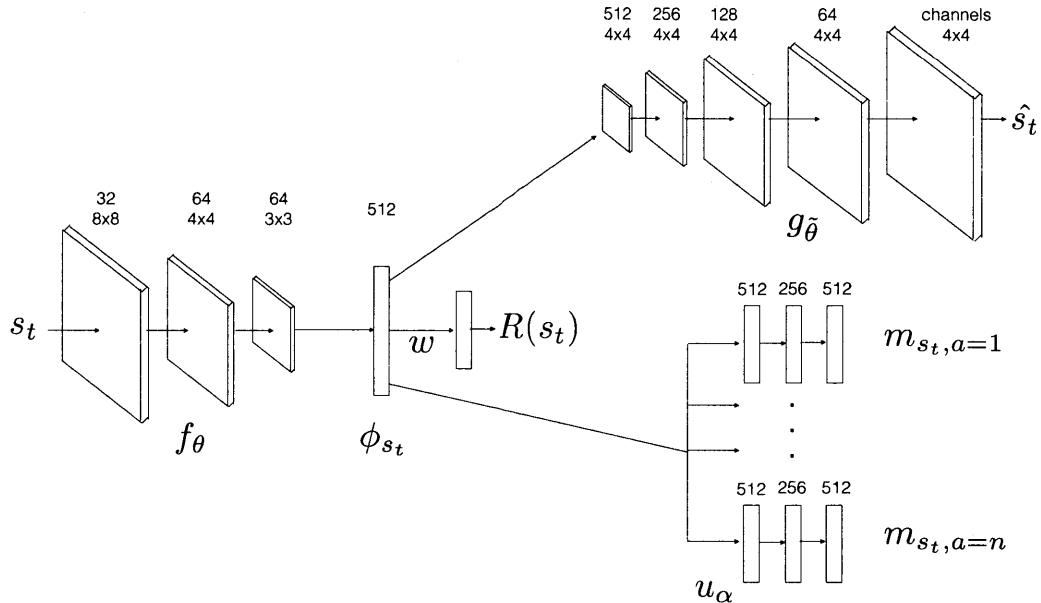 512 256 128 64 channels
4x4 4x4 4x4 4x4 4x4
ŝ_t
g_θ̃
32 64 64 512
8x8 4x4 3x3
s_t
w
R(s_t)
f_θ
ϕ_{s_t}
512 256 512
m_{s_t,a=1}
512 256 512
m_{s_t,a=n}
u_α